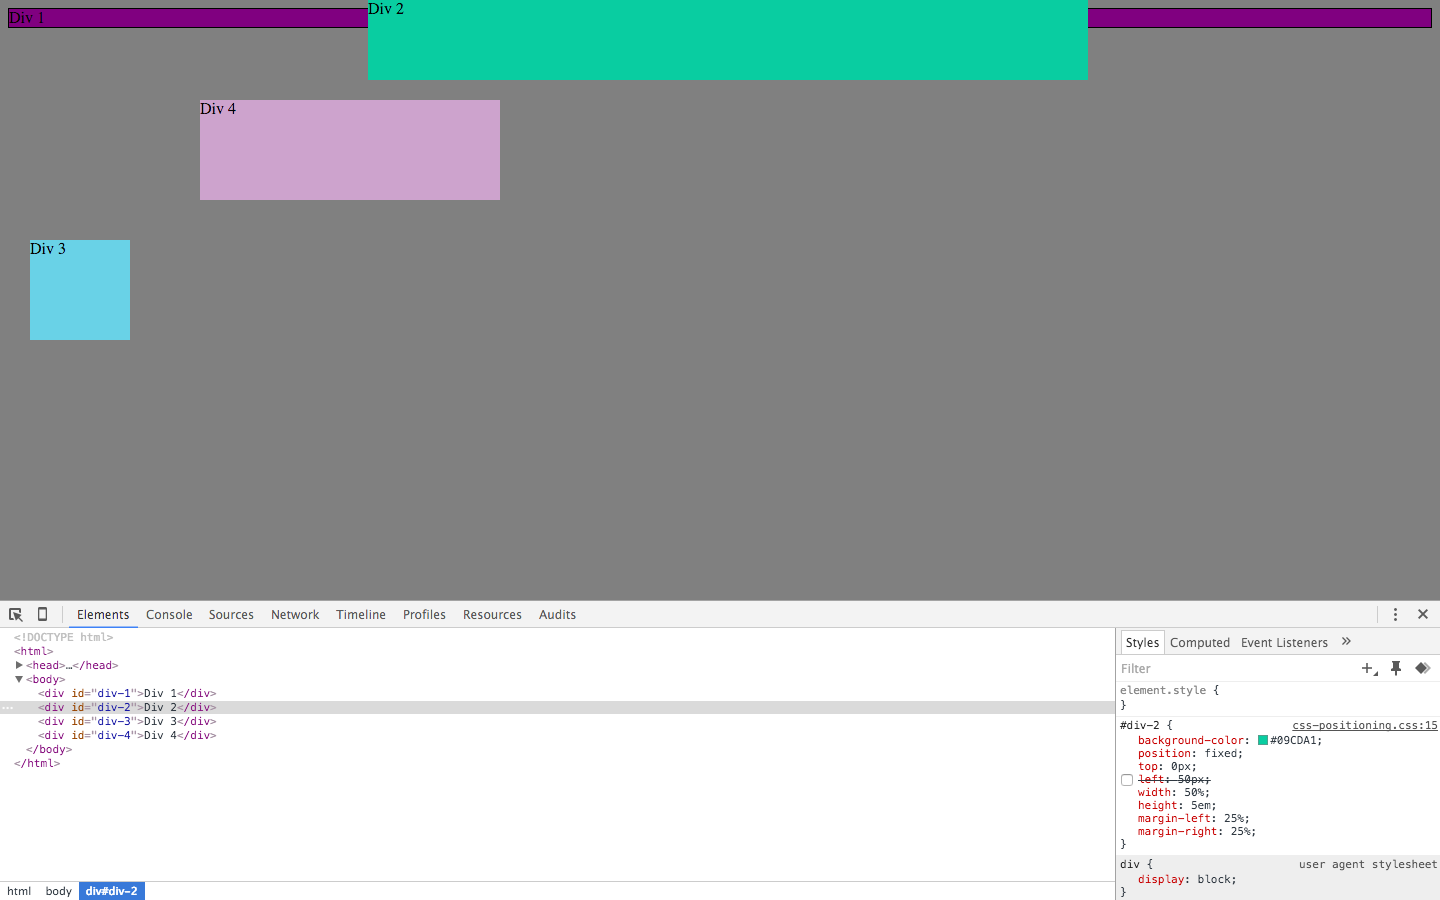 Div 1
Div 2
Div 4
Div 3
Elements Console Sources Network Timeline Profiles Resources Audits
<!DOCTYPE html>
<html>
<head>…</head>
<body>
<div id="div-1">Div 1</div>
<div id="div-2">Div 2</div>
<div id="div-3">Div 3</div>
<div id="div-4">Div 4</div>
</body>
</html>
html body div#div-2
Styles Computed Event Listeners »
Filter
element.style {
}
#div-2 { css-positioning.css:15
background-color: #09CDA1;
position: fixed;
top: 0px;
left: 50px;
width: 50%;
height: 5em;
margin-left: 25%;
margin-right: 25%;
}
div { user agent stylesheet
display: block;
}